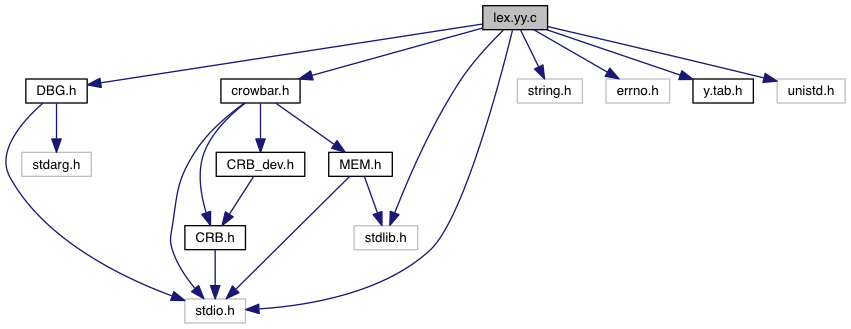 lex.yy.c
DBG.h
crowbar.h
string.h
errno.h
y.tab.h
unistd.h
stdarg.h
CRB_dev.h
MEM.h
CRB.h
stdlib.h
stdio.h